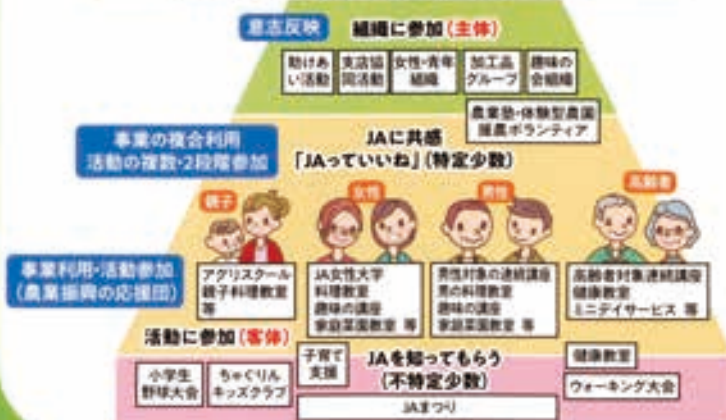 意志反映
組織に参加(主体)
助けあ
い活動
支店協
同活動
女性・青年
組織
加工品
グループ
趣味の
会組織
農業塾・体験型農園
援農ボランティア
事業の複合利用
活動の複数・2段階参加
JAに共感
「JAっていいね」(特定少数)
親子
女性
男性
高齢者
事業利用・活動参加
(農業振興の応援団)
アグリスクール
親子料理教室
等
JA女性大学
料理教室
趣味の講座
家庭菜園教室 等
男性対象の連続講座
男の料理教室
趣味の講座
家庭菜園教室 等
高齢者対象連続講座
健康教室
ミニデイサービス 等
活動に参加(客体)
子育て
支援
JAを知ってもらう
(不特定少数)
健康教室
小学生
野球大会
ちゃぐりん
キッズクラブ
ウォーキング大会
JAまつり